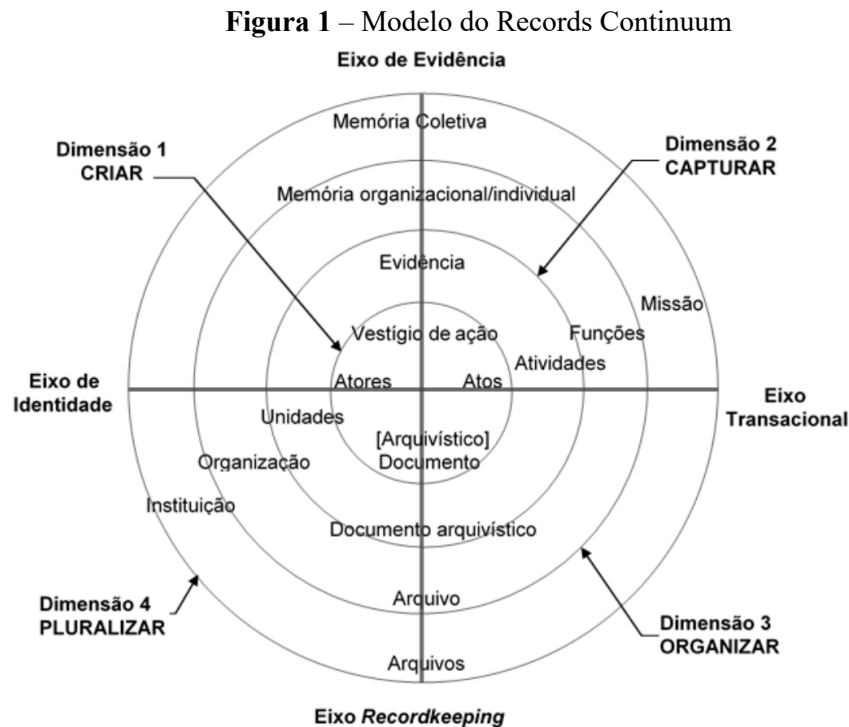 Figura 1 – Modelo do Records Continuum
Eixo de Evidência
Memória Coletiva
Dimensão 1
CRIAR
Dimensão 2
CAPTURAR
Memória organizacional/individual
Evidência
Missão
Vestígio de ação
Funções
Atividades
Eixo de
Identidade
Atores
Atos
Eixo
Transacional
Unidades
[Arquivístico]
Documento
Organização
Instituição
Documento arquivístico
Dimensão 4
PLURALIZAR
Arquivo
Dimensão 3
ORGANIZAR
Arquivos
Eixo Recordkeeping